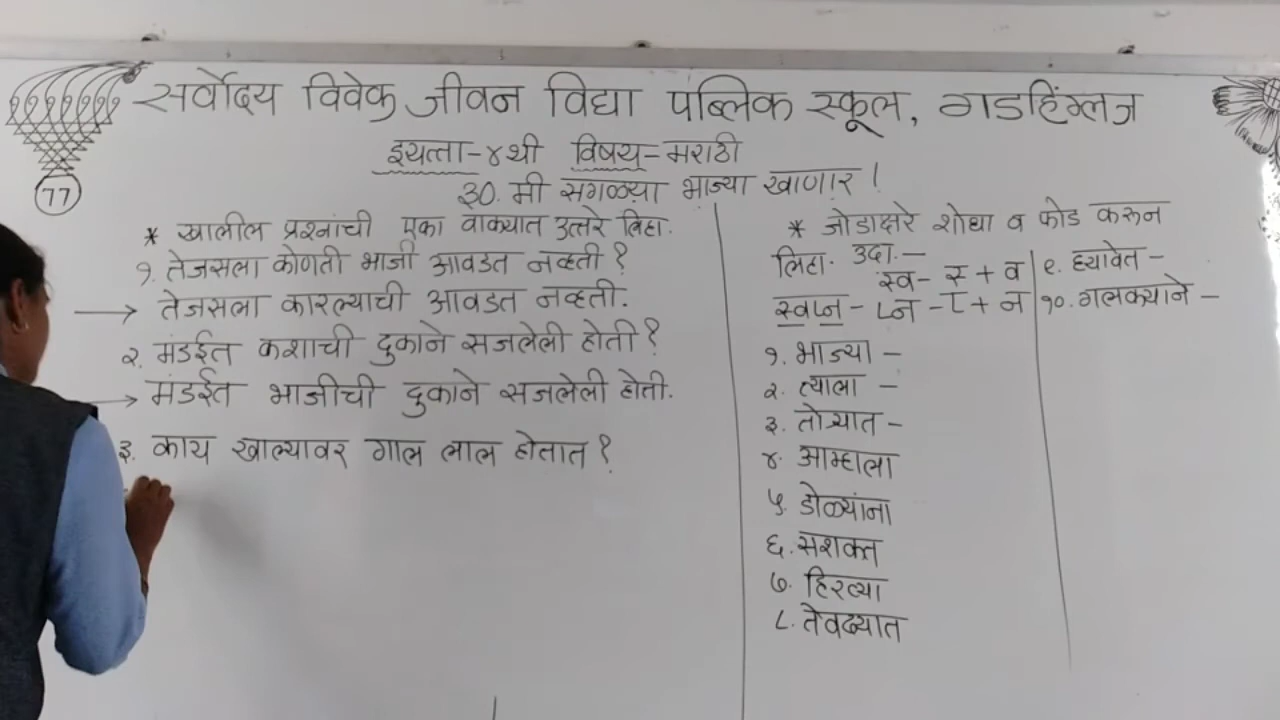 सर्वोदय विवेक जीवन विद्या पब्लिक स्कूल, गडहिंग्लज
77
इयत्ता-४थी विषय-मराठी
३०. मी सगळ्या भाज्या खाणार!
* खालील प्रश्नांची एका वाक्यात उत्तरे लिहा.
१. तेजसला कोणती भाजी आवडत नव्हती?
→ तेजसला कारल्याची आवडत नव्हती.
२. मंडईत कशाची दुकाने सजलेली होती?
→ मंडईत भाजीची दुकाने सजलेली होती.
३. काय खाल्यावर गाल लाल होतात?
* जोडाक्षरे शोधा व फोड करून
लिहा. उदा.-
स्व- स् + व
स्वप्न - प्न - प् + न
१. भाज्या -
२. त्याला -
३. तोऱ्यात -
४. आम्हाला
५. डोळ्यांना
६. सशक्त
७. हिरव्या
८. तेवढ्यात
९. ह्यावेत -
१०. गलक्याने -